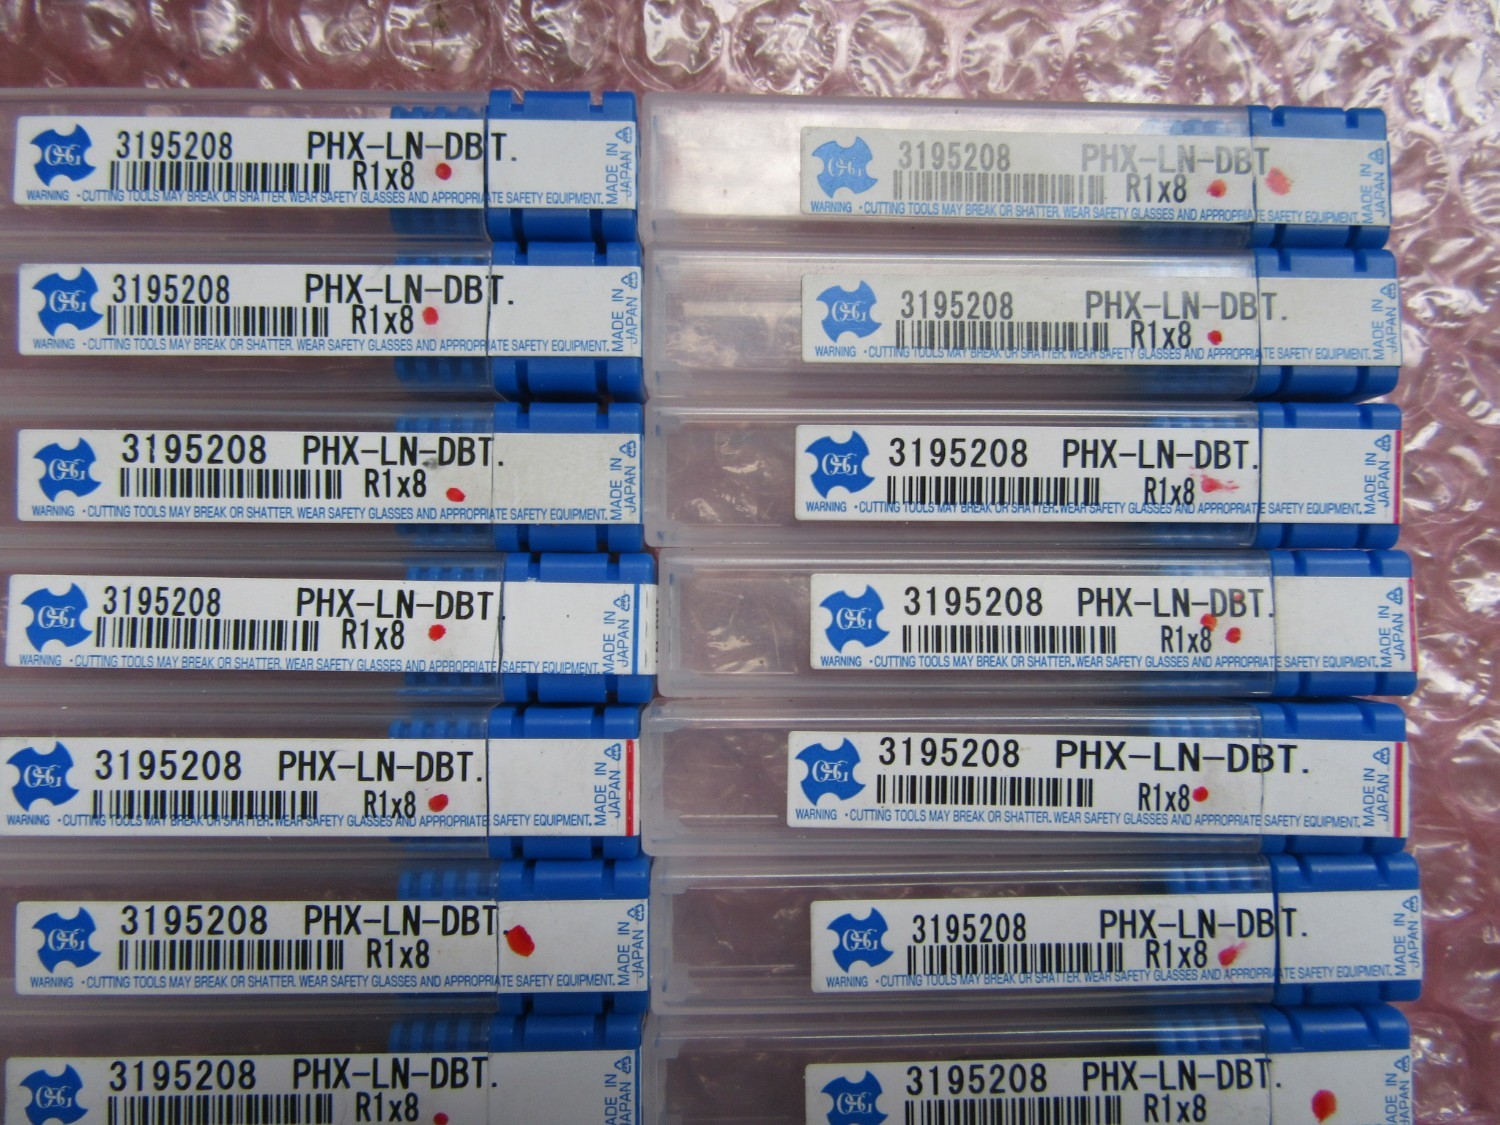 OSG
3195208 PHX-LN-DBT.
R1x8
MADE IN JAPAN
WARNING ・CUTTING TOOLS MAY BREAK OR SHATTER. WEAR SAFETY GLASSES AND APPROPRIATE SAFETY EQUIPMENT.
OSG
3195208 PHX-LN-DBT
R1x8
MADE IN JAPAN
WARNING ・CUTTING TOOLS MAY BREAK OR SHATTER. WEAR SAFETY GLASSES AND APPROPRIATE SAFETY EQUIPMENT.
OSG
3195208 PHX-LN-DBT.
R1x8
MADE IN JAPAN
WARNING ・CUTTING TOOLS MAY BREAK OR SHATTER. WEAR SAFETY GLASSES AND APPROPRIATE SAFETY EQUIPMENT.
OSG
3195208 PHX-LN-DBT.
R1x8
MADE IN JAPAN
WARNING ・CUTTING TOOLS MAY BREAK OR SHATTER. WEAR SAFETY GLASSES AND APPROPRIATE SAFETY EQUIPMENT.
OSG
3195208 PHX-LN-DBT.
R1x8
MADE IN JAPAN
WARNING ・CUTTING TOOLS MAY BREAK OR SHATTER. WEAR SAFETY GLASSES AND APPROPRIATE SAFETY EQUIPMENT.
OSG
3195208 PHX-LN-DBT.
R1x8
MADE IN JAPAN
WARNING ・CUTTING TOOLS MAY BREAK OR SHATTER. WEAR SAFETY GLASSES AND APPROPRIATE SAFETY EQUIPMENT.
OSG
3195208 PHX-LN-DBT
R1x8
MADE IN JAPAN
WARNING ・CUTTING TOOLS MAY BREAK OR SHATTER. WEAR SAFETY GLASSES AND APPROPRIATE SAFETY EQUIPMENT.
OSG
3195208 PHX-LN-DBT.
R1x8
MADE IN JAPAN
WARNING ・CUTTING TOOLS MAY BREAK OR SHATTER. WEAR SAFETY GLASSES AND APPROPRIATE SAFETY EQUIPMENT.
OSG
3195208 PHX-LN-DBT.
R1x8
MADE IN JAPAN
WARNING ・CUTTING TOOLS MAY BREAK OR SHATTER. WEAR SAFETY GLASSES AND APPROPRIATE SAFETY EQUIPMENT.
OSG
3195208 PHX-LN-DBT.
R1x8
MADE IN JAPAN
WARNING ・CUTTING TOOLS MAY BREAK OR SHATTER. WEAR SAFETY GLASSES AND APPROPRIATE SAFETY EQUIPMENT.
OSG
3195208 PHX-LN-DBT.
R1x8
MADE IN JAPAN
WARNING ・CUTTING TOOLS MAY BREAK OR SHATTER. WEAR SAFETY GLASSES AND APPROPRIATE SAFETY EQUIPMENT.
OSG
3195208 PHX-LN-DBT.
R1x8
MADE IN JAPAN
WARNING ・CUTTING TOOLS MAY BREAK OR SHATTER. WEAR SAFETY GLASSES AND APPROPRIATE SAFETY EQUIPMENT.
OSG
3195208 PHX-LN-DBT.
R1x8
MADE IN JAPAN
OSG
3195208 PHX-LN-DBT.
R1x8
MADE IN JAPAN